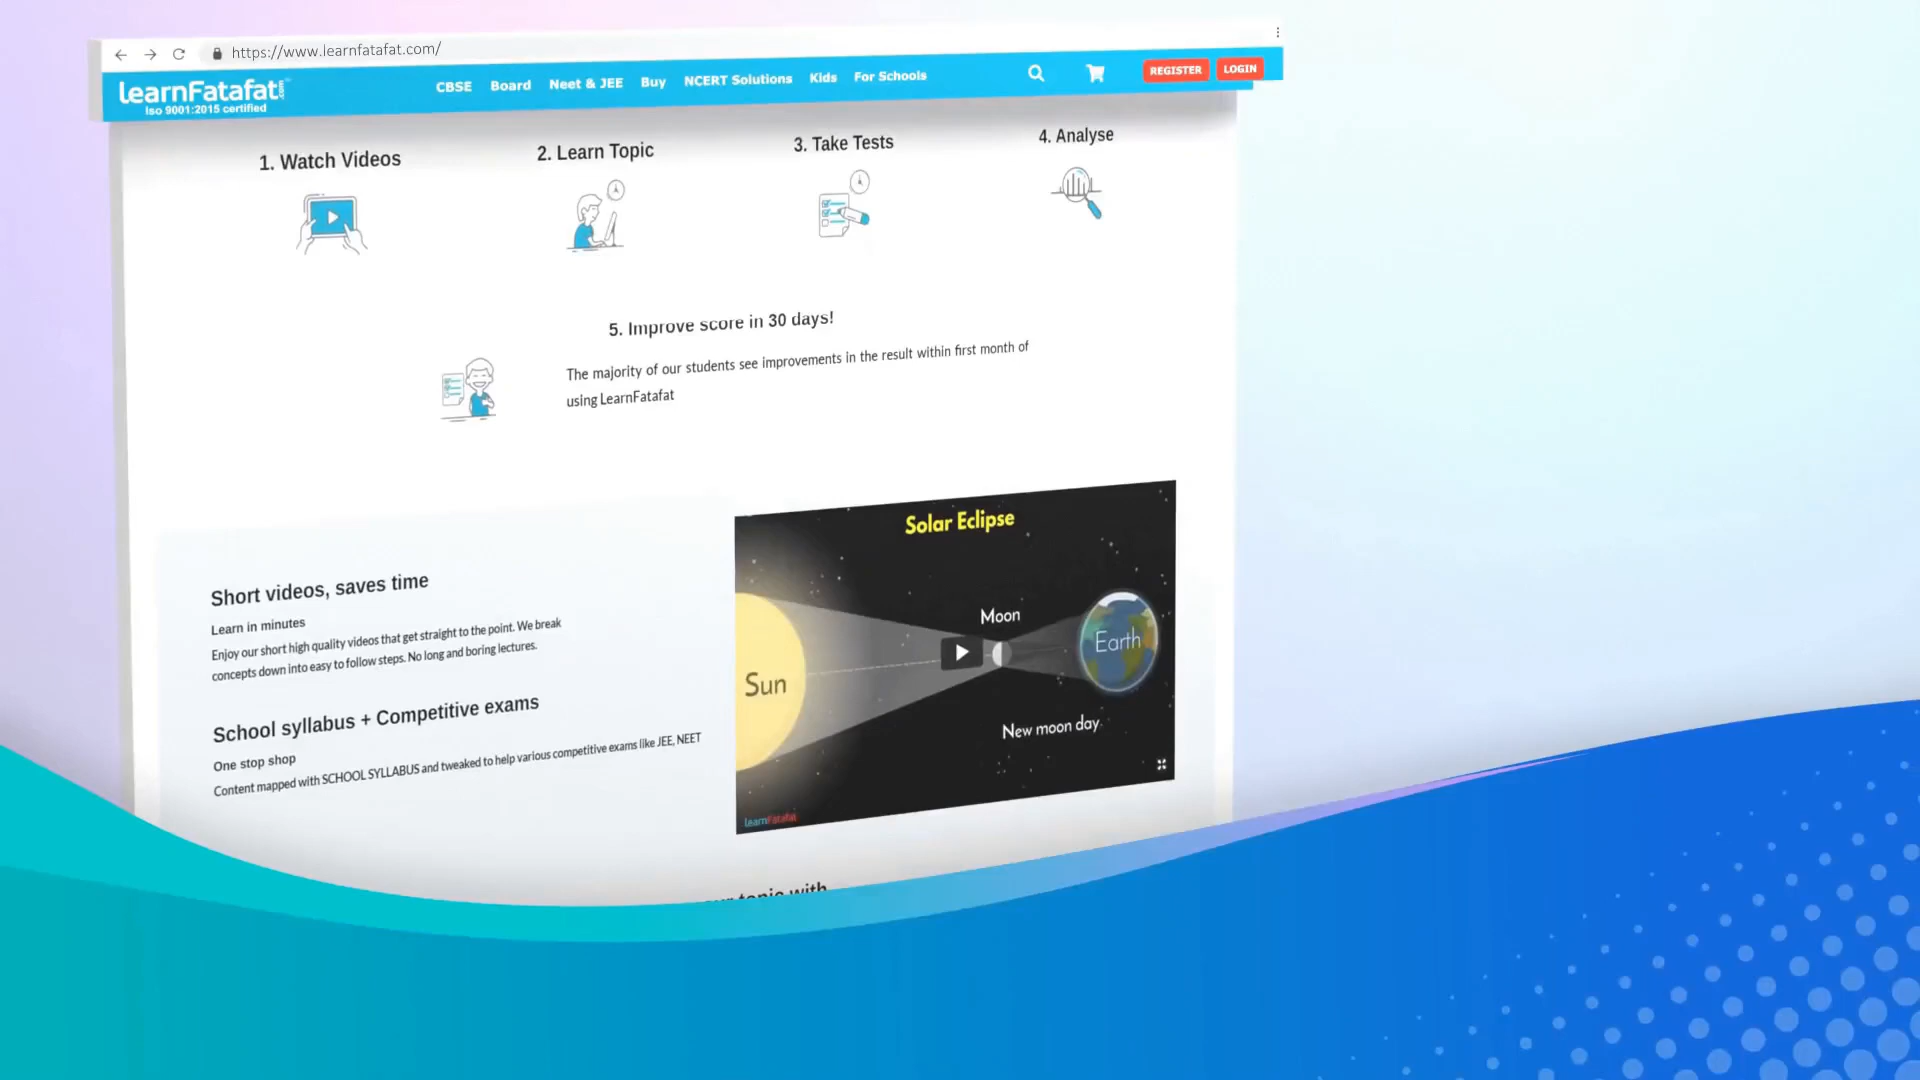 https://www.learnfatafat.com/
learnFatafat.com
Iso 9001:2015 certified
CBSE Board Neet & JEE Buy NCERT Solutions Kids For Schools
REGISTER LOGIN
1. Watch Videos
2. Learn Topic
3. Take Tests
4. Analyse
5. Improve score in 30 days!
The majority of our students see improvements in the result within first month of
using LearnFatafat
Short videos, saves time
Learn in minutes
Enjoy our short high quality videos that get straight to the point. We break
concepts down into easy to follow steps. No long and boring lectures.
School syllabus + Competitive exams
One stop shop
Content mapped with SCHOOL SYLLABUS and tweaked to help various competitive exams like JEE, NEET
Solar Eclipse
Moon
Earth
Sun
New moon day
learnFatafat
topic with